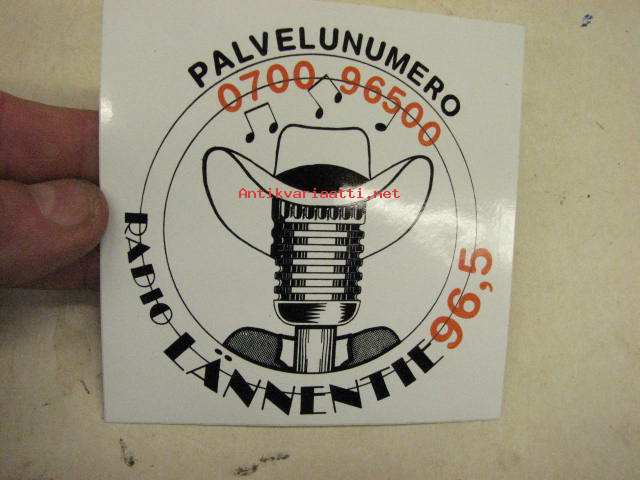 PALVELUNUMERO
0700 96500
Antikvariaatti.net
RADIO LÄNNENTIE 96,5